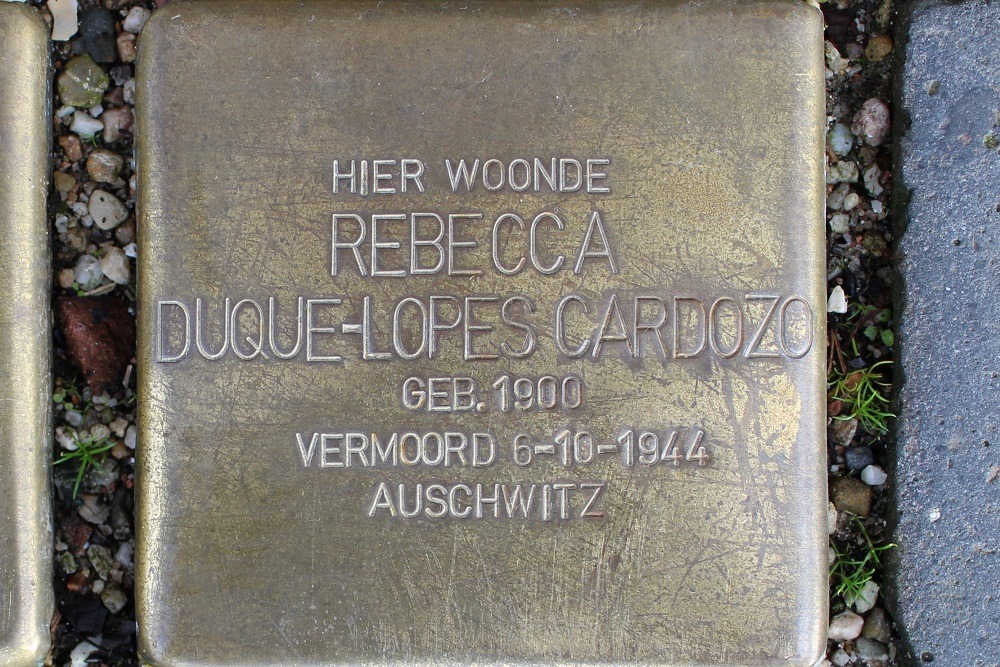 HIER WOONDE
REBECCA
DUQUE-LOPES CARDOZO
GEB. 1900
VERMOORD 6-10-1944
AUSCHWITZ